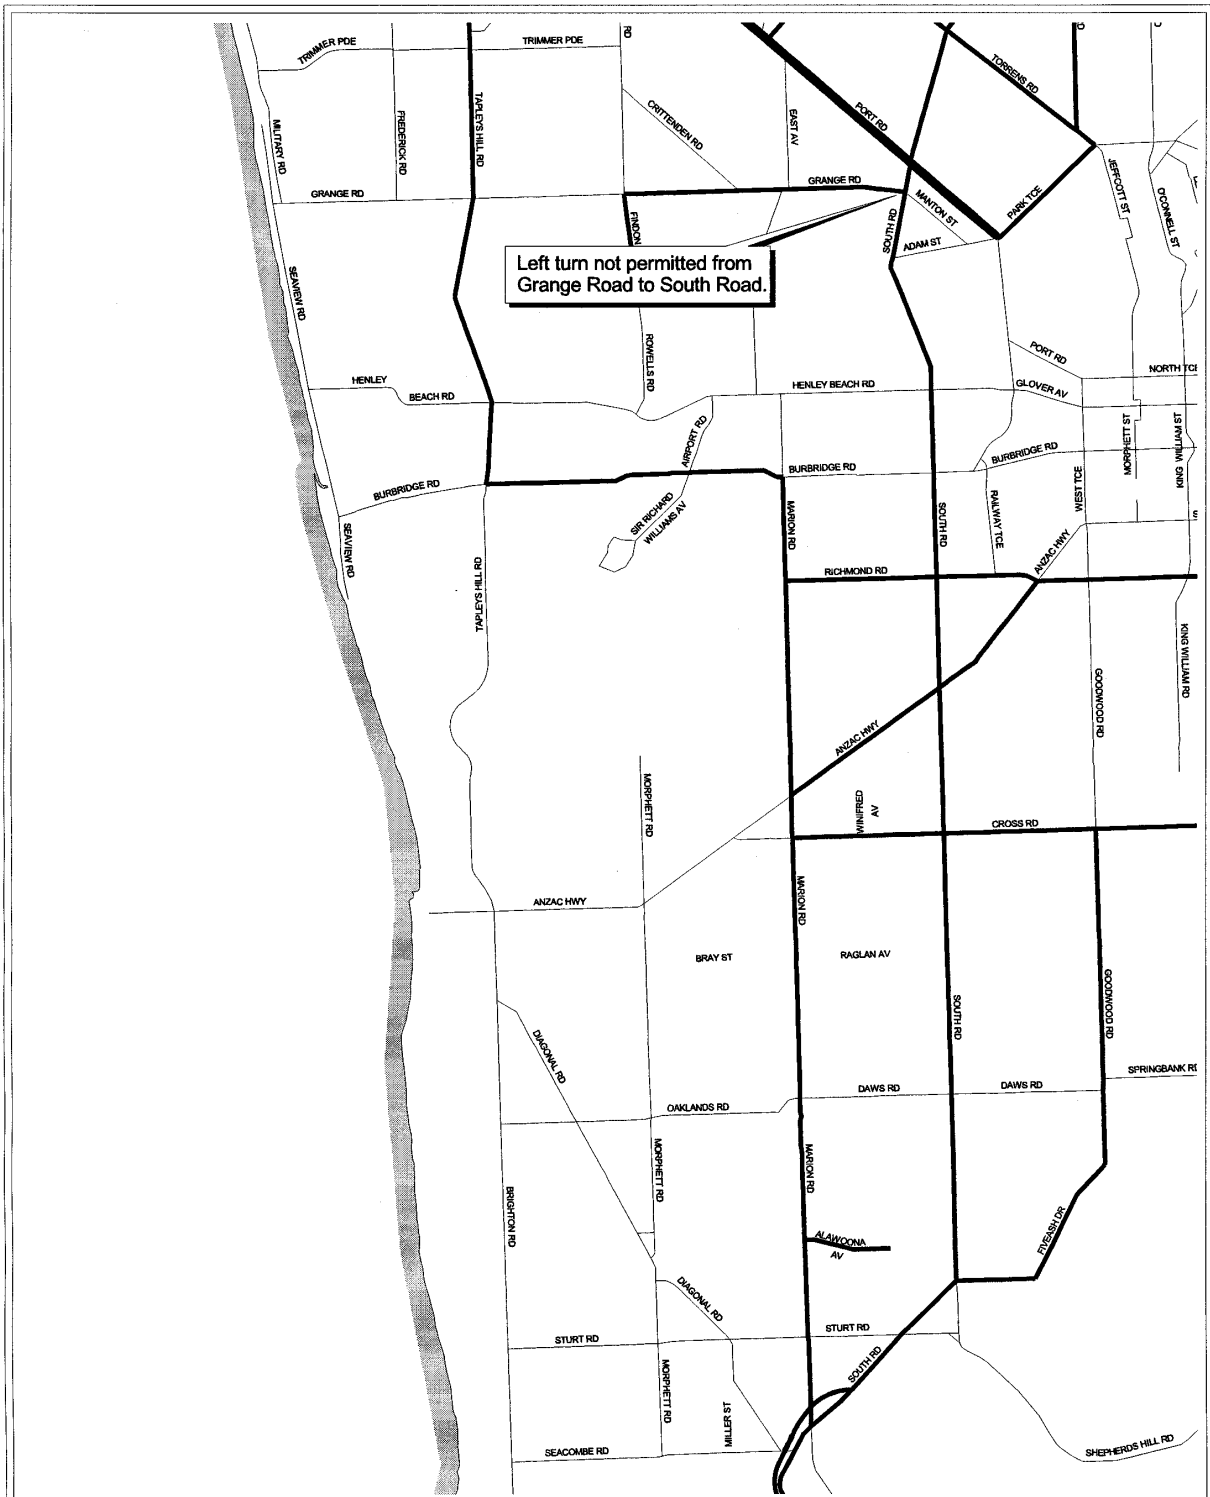 TRIMMER PDE
TRIMMER PDE
RD
TORRENS RD
TAPLEYS HILL RD
FREDERICK RD
MILITARY RD
CRITTENDEN RD
EAST AV
PORT RD
GRANGE RD
GRANGE RD
MANTON ST
PARK TCE
JEFFCOTT ST
O'CONNELL ST
FINDON
SOUTH RD
ADAM ST
Left turn not permitted from
Grange Road to South Road.
SEAVIEW RD
ROWELLS RD
PORT RD
NORTH TCE
HENLEY
BEACH RD
HENLEY BEACH RD
GLOVER AV
AIRPORT RD
MORPHETT ST
KING WILLIAM ST
BURBRIDGE RD
BURBRIDGE RD
BURBRIDGE RD
WEST TCE
SIR RICHARD
WILLIAMS AV
MARION RD
SOUTH RD
RAILWAY TCE
ANZAC HWY
SEAVIEW RD
TAPLEYS HILL RD
RICHMOND RD
KING WILLIAM RD
GOODWOOD RD
ANZAC HWY
MORPHETT RD
WINIFRED
AV
CROSS RD
MARION RD
ANZAC HWY
BRAY ST
RAGLAN AV
SOUTH RD
GOODWOOD RD
DIAGONAL RD
SPRINGBANK RD
DAWS RD
DAWS RD
OAKLANDS RD
MORPHETT RD
MARION RD
BRIGHTON RD
FIVEASH DR
ALAWOONA
AV
DIAGONAL RD
STURT RD
STURT RD
SOUTH RD
MORPHETT RD
MILLER ST
SEACOMBE RD
SHEPHERDS HILL RD